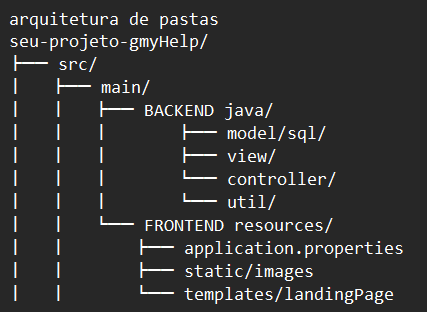 arquitetura de pastas
seu-projeto-gmyHelp/
├── src/
│   ├── main/
│   │   ├── BACKEND java/
│   │   │       ├── model/sql/
│   │   │       ├── view/
│   │   │       └── controller/
│   │   │       └── util/
│   │   └── FRONTEND resources/
│   │       ├── application.properties
│   │       ├── static/images
│   │       └── templates/landingPage